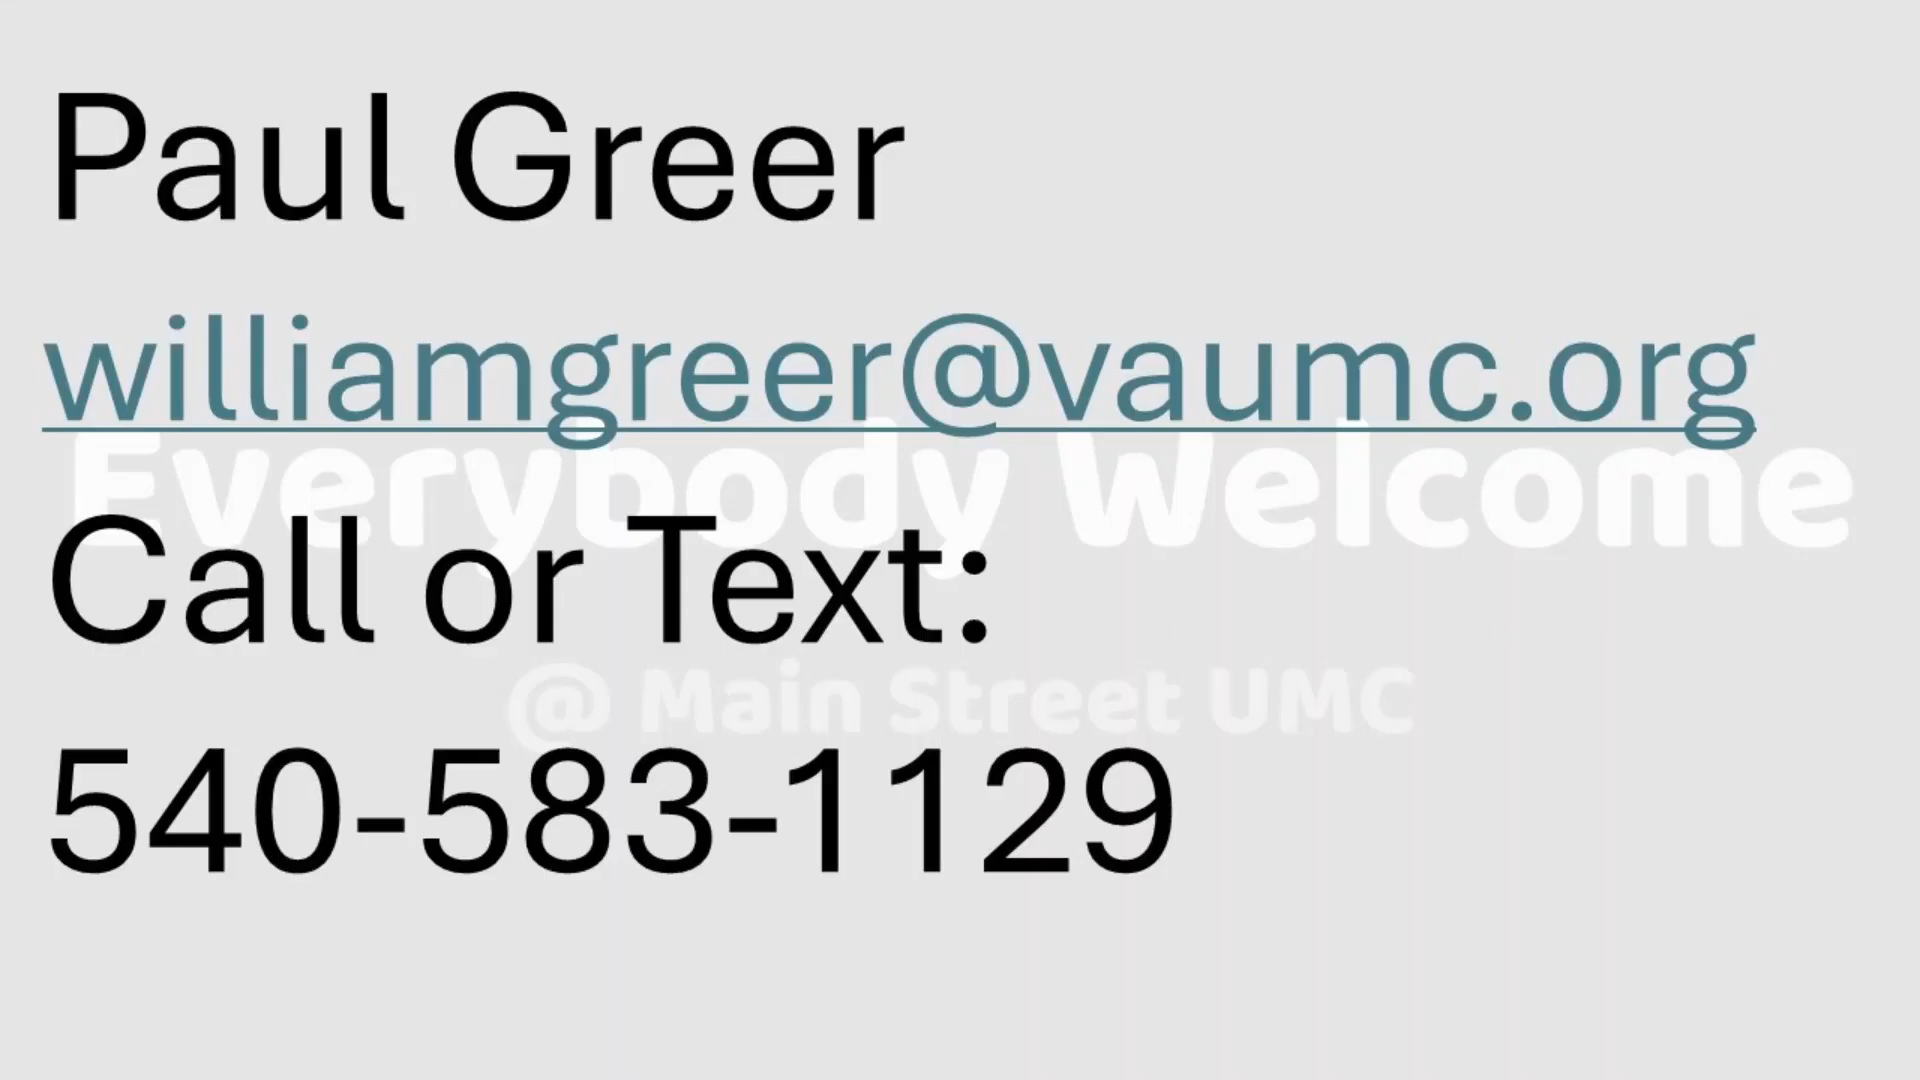 Paul Greer
williamgreer@vaumc.org
Everybody Welcome
Call or Text:
@ Main Street UMC
540-583-1129